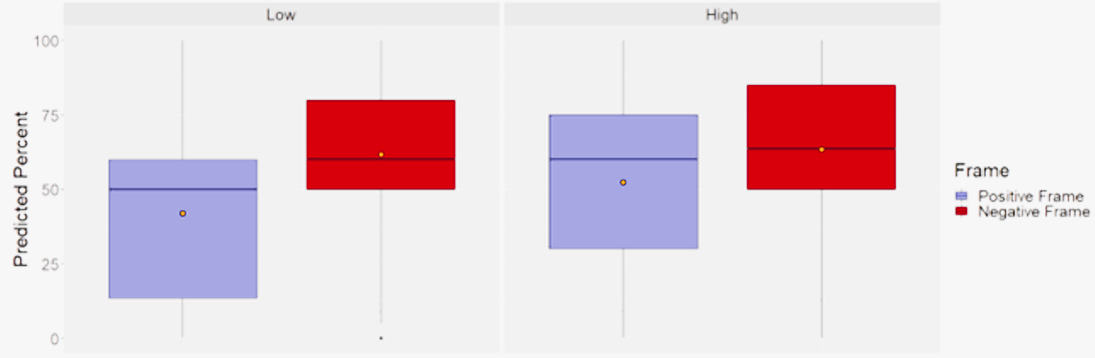 Low
High
100
75
50
25
0
Predicted Percent
Frame
Positive Frame
Negative Frame